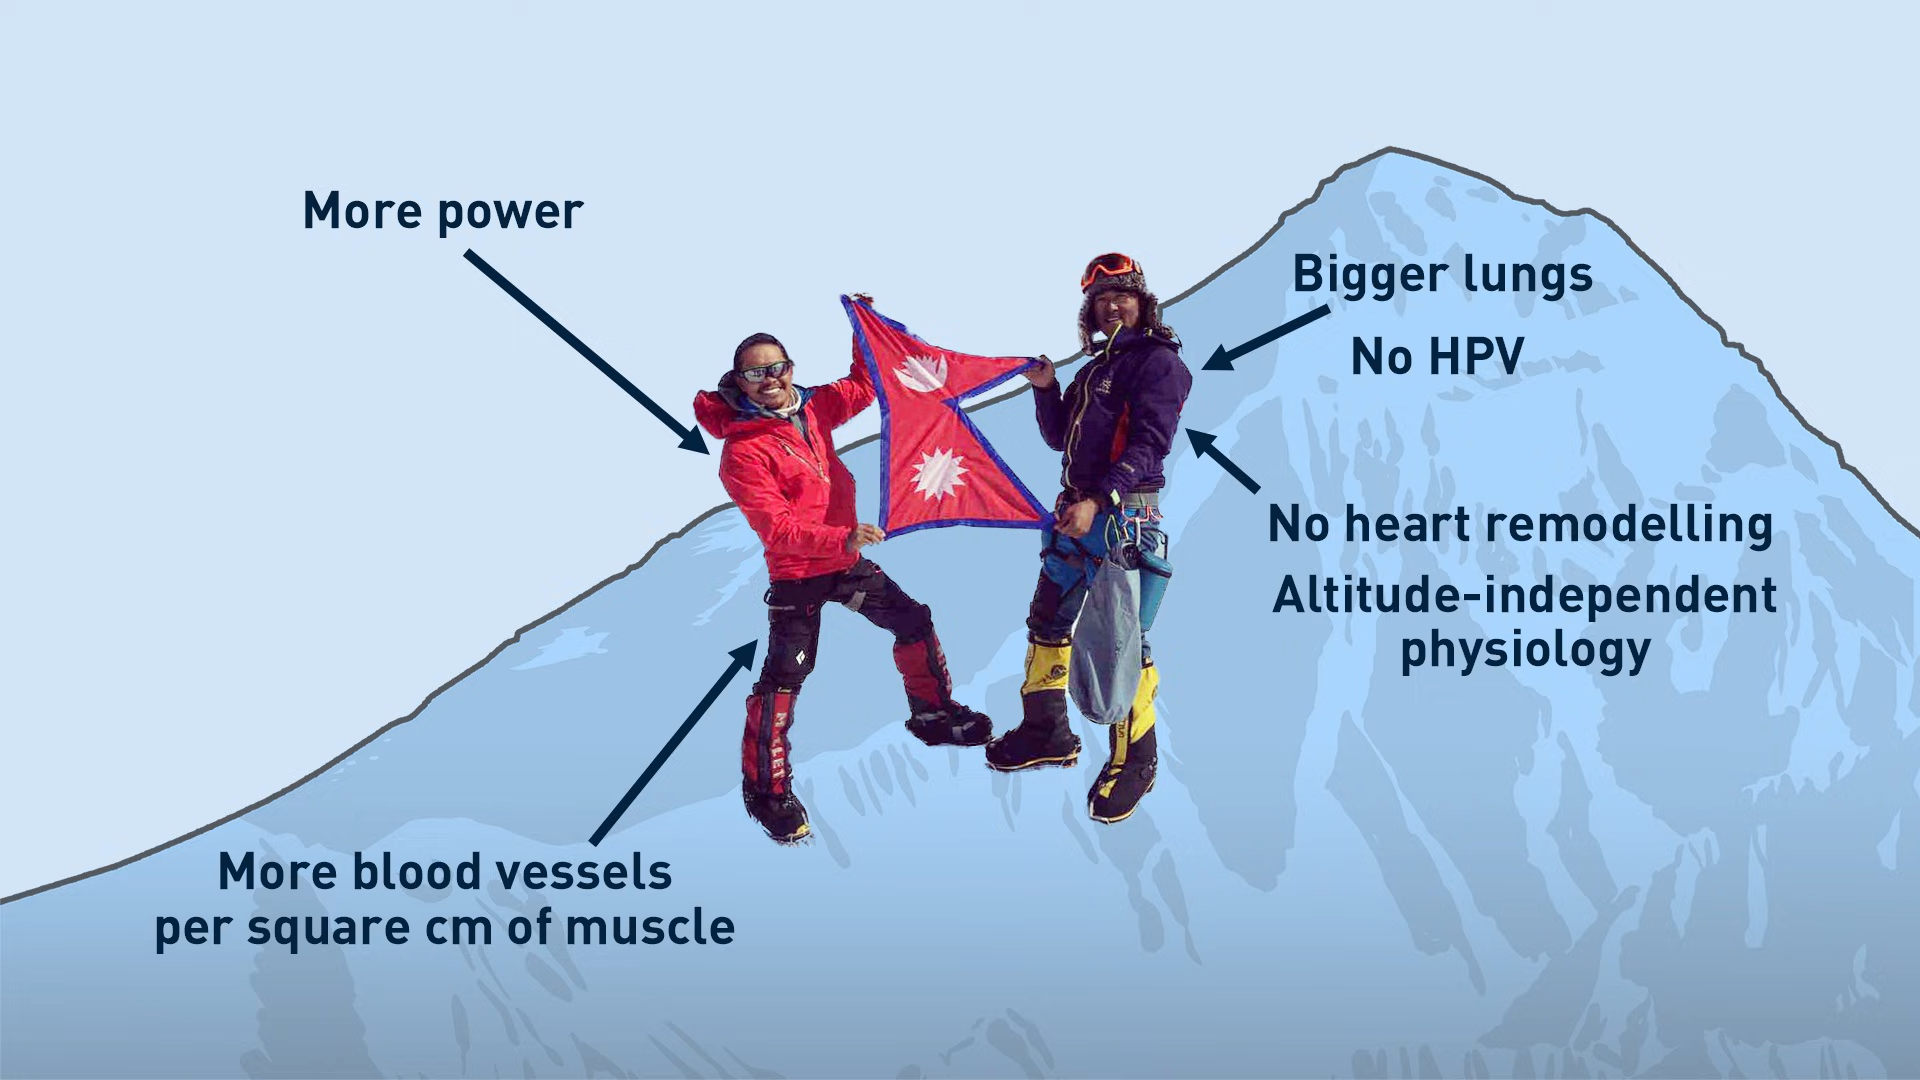 More power
Bigger lungs
No HPV
No heart remodelling
Altitude-independent
physiology
More blood vessels
per square cm of muscle
MILLET